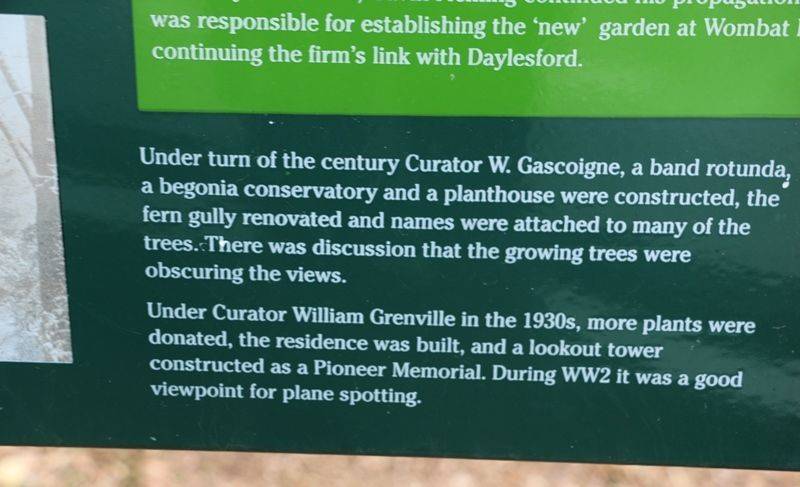 continued his propagation
was responsible for establishing the ‘new’ garden at Wombat
continuing the firm’s link with Daylesford.
Under turn of the century Curator W. Gascoigne, a band rotunda,
a begonia conservatory and a planthouse were constructed, the
fern gully renovated and names were attached to many of the
trees. There was discussion that the growing trees were
obscuring the views.
Under Curator William Grenville in the 1930s, more plants were
donated, the residence was built, and a lookout tower
constructed as a Pioneer Memorial. During WW2 it was a good
viewpoint for plane spotting.